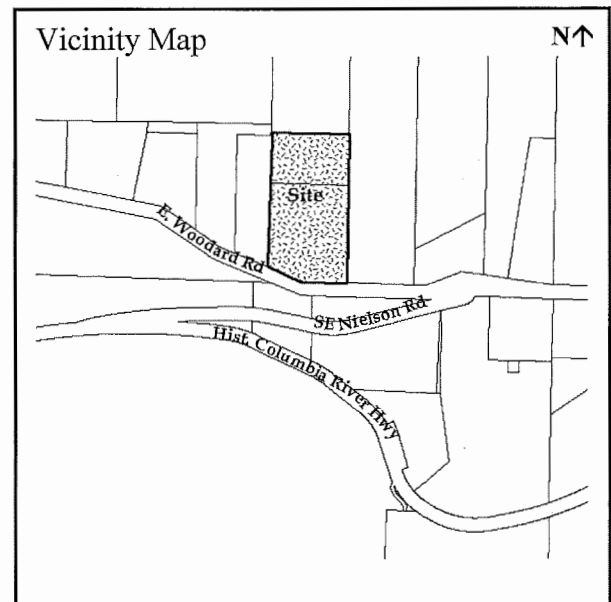 Vicinity Map
N↑
Site
E. Woodard Rd
SE Nielson Rd
Hist. Columbia River Hwy